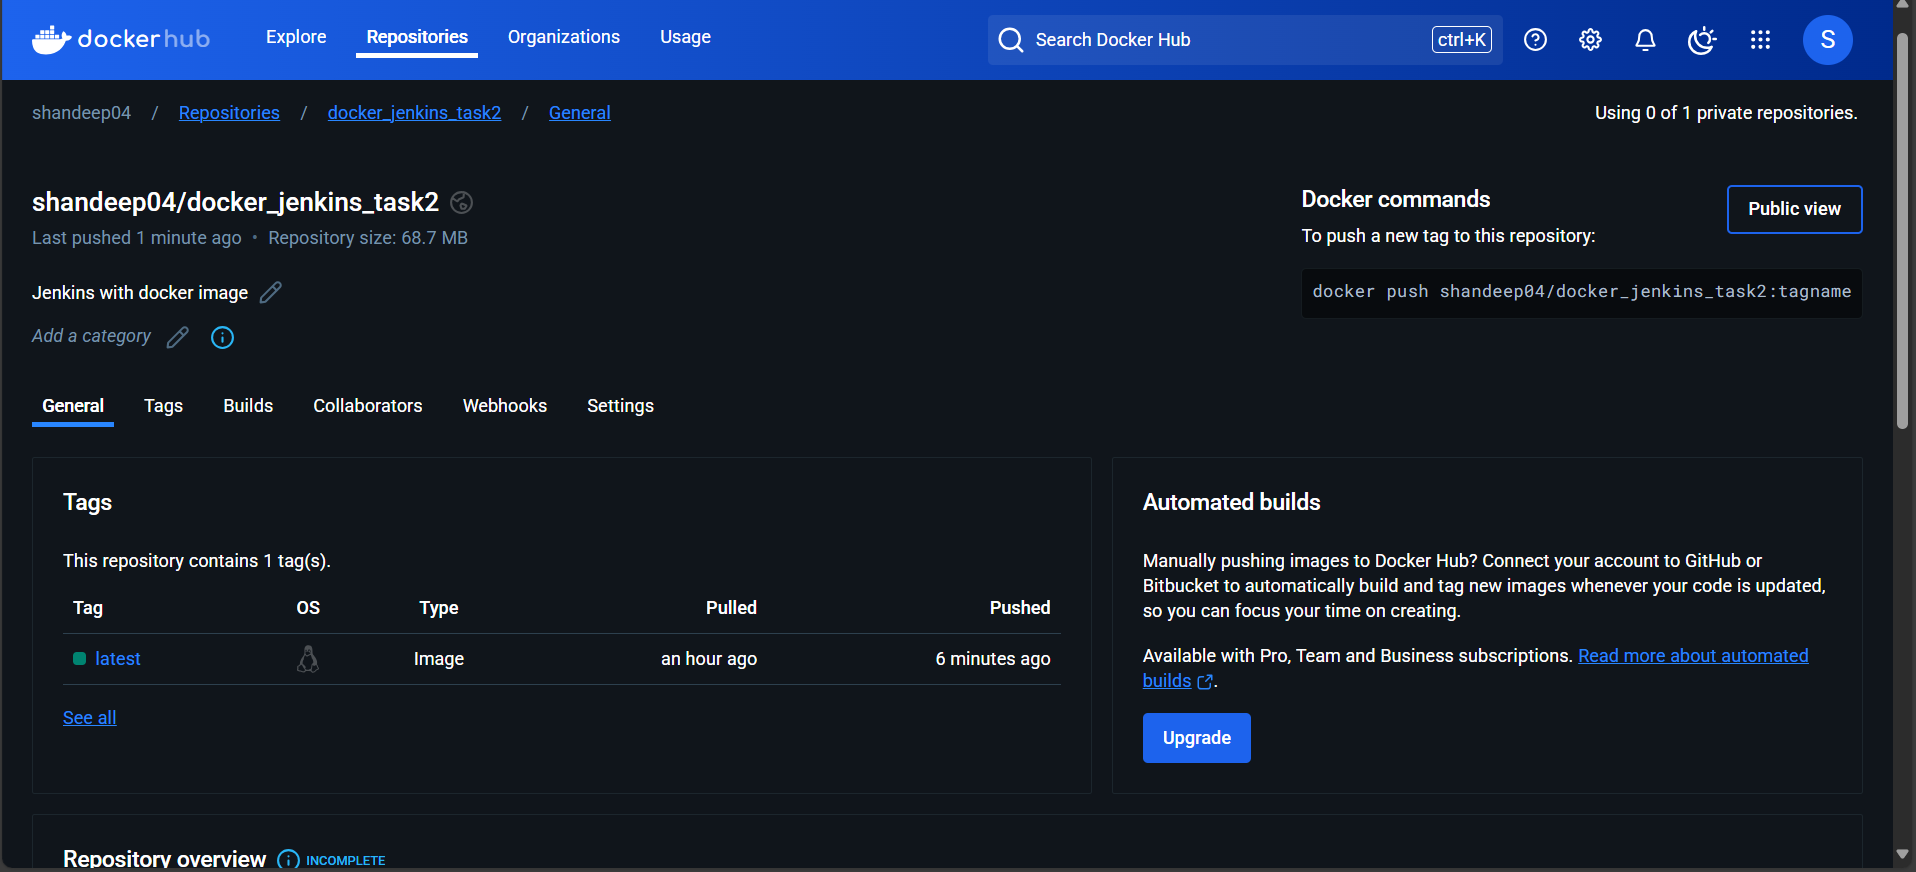 dockerhub
Explore
Repositories
Organizations
Usage
Search Docker Hub
ctrl+K
S
shandeep04 / Repositories / docker_jenkins_task2 / General
Using 0 of 1 private repositories.
shandeep04/docker_jenkins_task2
Last pushed 1 minute ago • Repository size: 68.7 MB
Jenkins with docker image
Add a category
Docker commands
Public view
To push a new tag to this repository:
docker push shandeep04/docker_jenkins_task2:tagname
General
Tags
Builds
Collaborators
Webhooks
Settings
Tags
This repository contains 1 tag(s).
Tag OS Type Pulled Pushed
latest Image an hour ago 6 minutes ago
See all
Automated builds
Manually pushing images to Docker Hub? Connect your account to GitHub or
Bitbucket to automatically build and tag new images whenever your code is updated,
so you can focus your time on creating.
Available with Pro, Team and Business subscriptions. Read more about automated
builds.
Upgrade
Repository overview INCOMPLETE